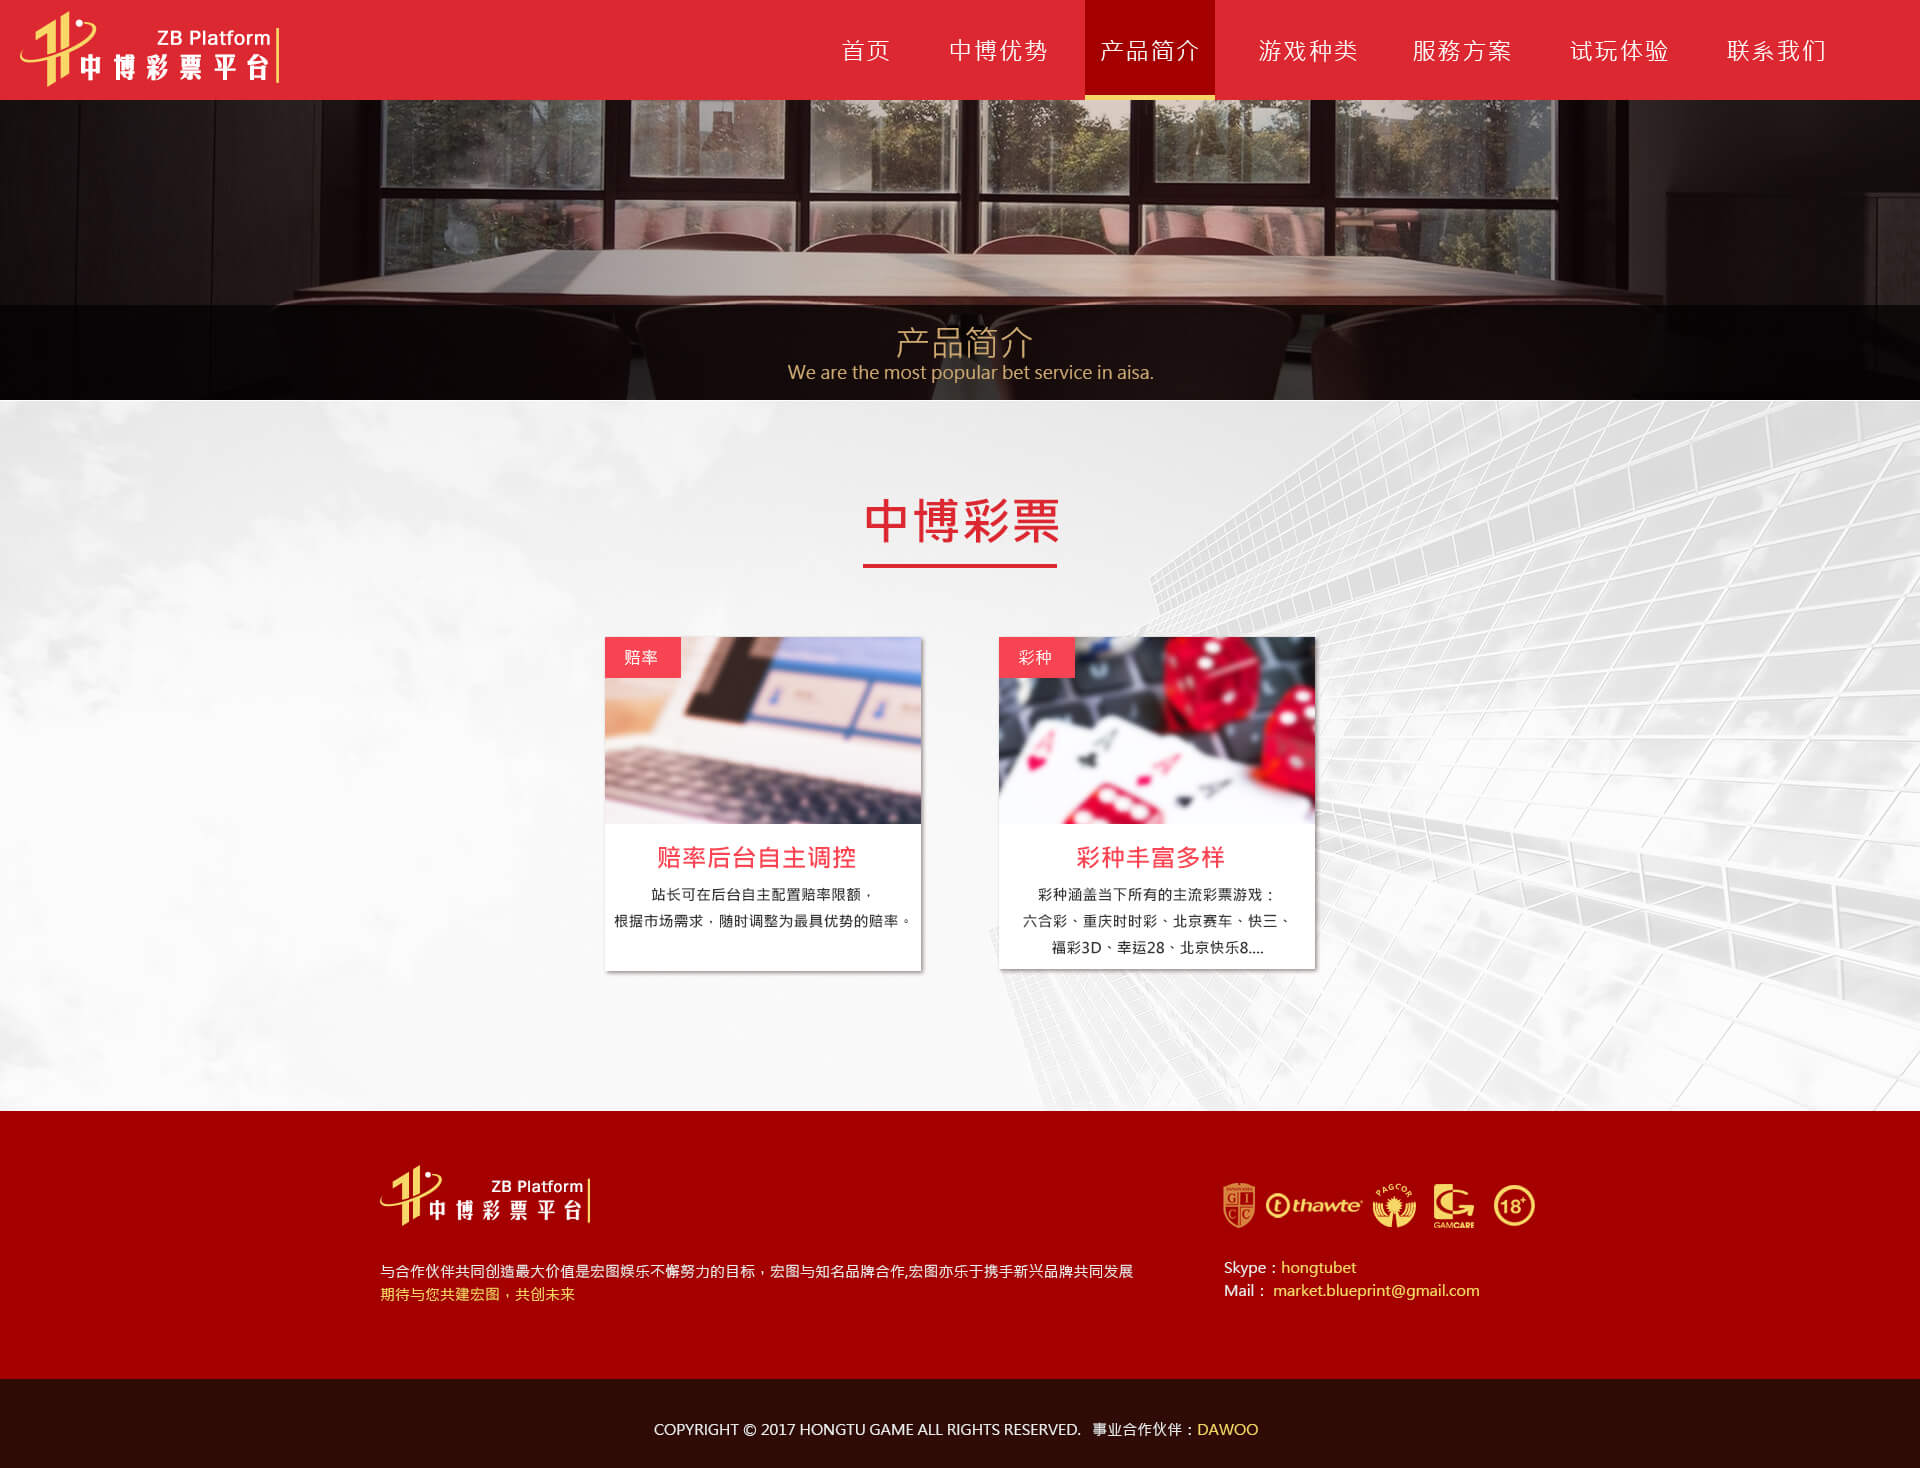 ZB Platform
中博彩票平台
首页
中博优势
产品简介
游戏种类
服務方案
试玩体验
联系我们
产品简介
We are the most popular bet service in aisa.
中博彩票
赔率
赔率后台自主调控
站长可在后台自主配置赔率限额，
根据市场需求，随时调整为最具优势的赔率。
彩种
彩种丰富多样
彩种涵盖当下所有的主流彩票游戏：
六合彩、重庆时时彩、北京赛车、快三、
福彩3D、幸运28、北京快乐8....
ZB Platform
中博彩票平台
GICC
thawte
PAGCOR
GAMCARE
18+
与合作伙伴共同创造最大价值是宏图娱乐不懈努力的目标，宏图与知名品牌合作,宏图亦乐于携手新兴品牌共同发展
期待与您共建宏图，共创未来
Skype：hongtubet
Mail： market.blueprint@gmail.com
COPYRIGHT © 2017 HONGTU GAME ALL RIGHTS RESERVED. 事业合作伙伴：DAWOO